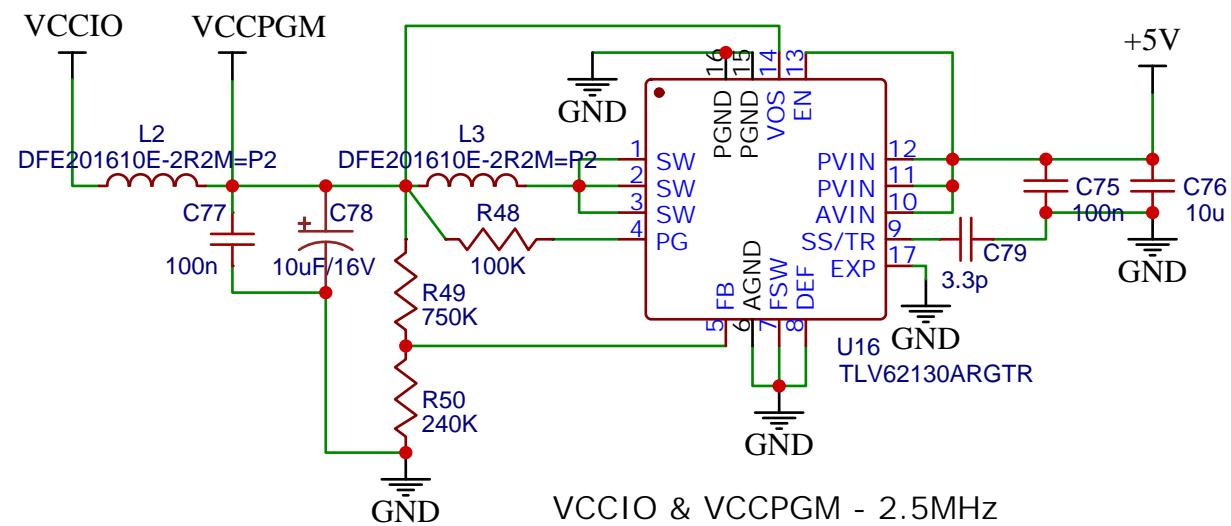 VCCIO
VCCPGM
+5V
GND
16
15
14
13
PGND
PGND
VOS
EN
L2
DFE201610E-2R2M=P2
L3
DFE201610E-2R2M=P2
1
SW
2
SW
3
SW
4
PG
PVIN
12
PVIN
11
AVIN
10
SS/TR
9
EXP
17
C75
100n
C76
10u
C77
100n
C78
10uF/16V
R48
100K
C79
3.3p
GND
GND
R49
750K
FB
AGND
FSW
DEF
5
6
7
8
U16
TLV62130ARGTR
R50
240K
GND
GND
VCCIO & VCCPGM - 2.5MHz